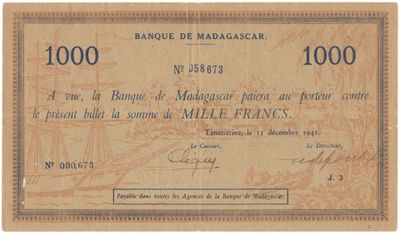 BANQUE DE MADAGASCAR.
1000 1000
Nº 058673
A vue, la Banque de Madagascar paiera au porteur contre
le présent billet la somme de MILLE FRANCS.
Tananarive, le 15 décembre 1941.
Le Caissier, Le Directeur,
Nº 000,673
J. 3
Payable dans toutes les Agences de la Banque de Madagascar.